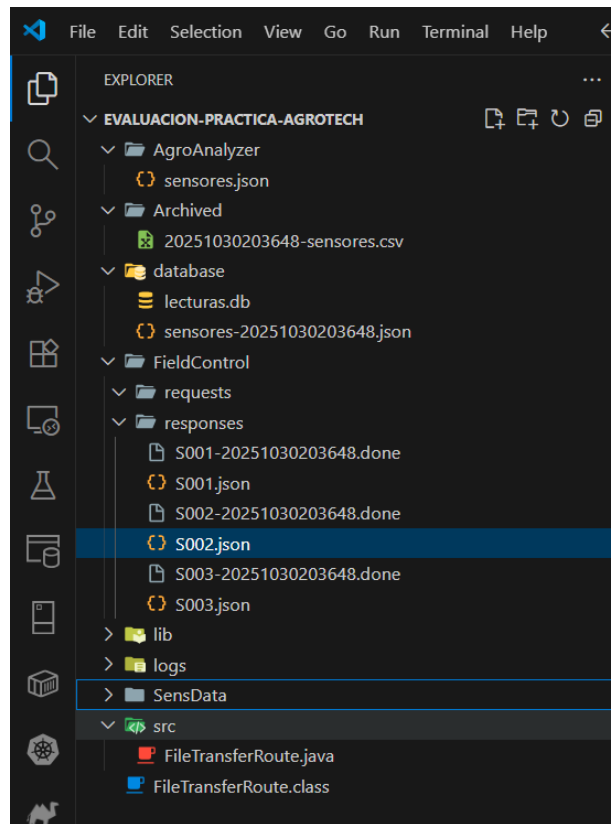 File Edit Selection View Go Run Terminal Help
EXPLORER
EVALUACION-PRACTICA-AGROTECH
AgroAnalyzer
sensores.json
Archived
20251030203648-sensores.csv
database
lecturas.db
sensores-20251030203648.json
FieldControl
requests
responses
S001-20251030203648.done
S001.json
S002-20251030203648.done
S002.json
S003-20251030203648.done
S003.json
lib
logs
SensData
src
FileTransferRoute.java
FileTransferRoute.class